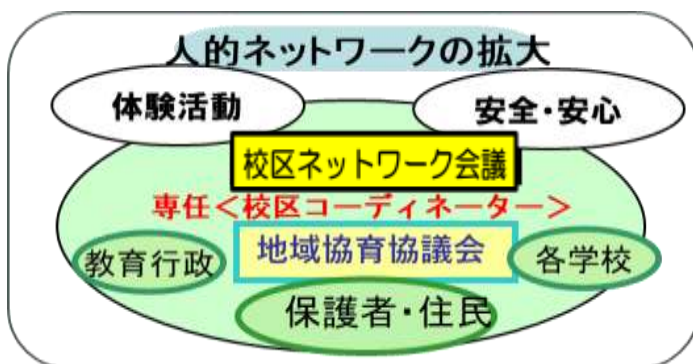 人的ネットワークの拡大
体験活動
安全・安心
校区ネットワーク会議
専任＜校区コーディネーター＞
教育行政
地域協育協議会
各学校
保護者・住民